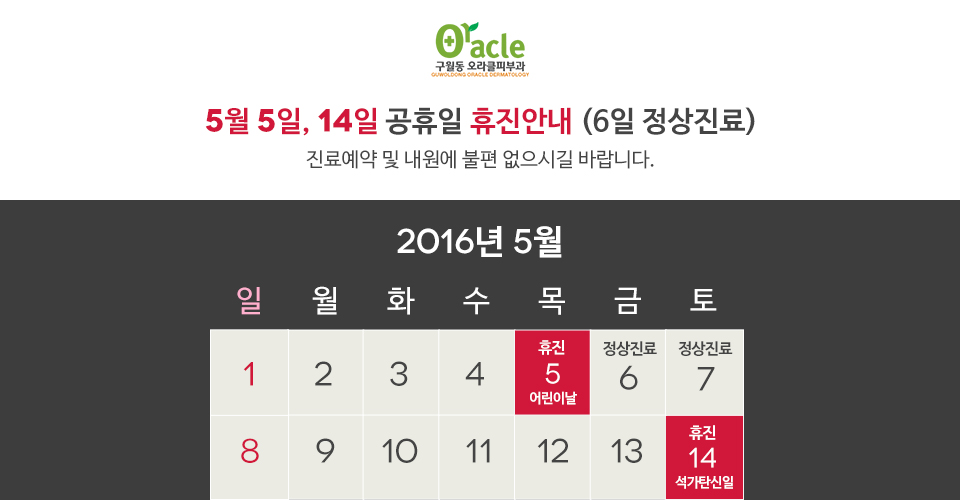 Oracle
구월동 오라클피부과
GUWOLDONG ORACLE DERMATOLOGY
5월 5일, 14일 공휴일 휴진안내 (6일 정상진료)
진료예약 및 내원에 불편 없으시길 바랍니다.
2016년 5월
일 월 화 수 목 금 토
휴진 정상진료 정상진료
1 2 3 4 5 6 7
어린이날
휴진
8 9 10 11 12 13 14
석가탄신일